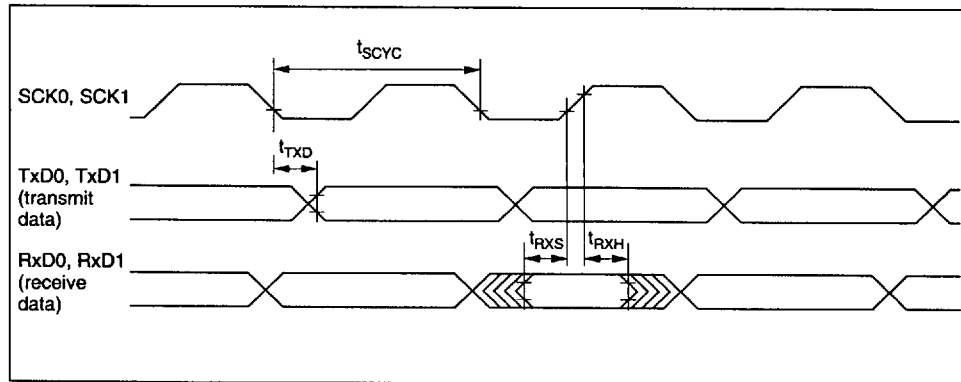 tSCYC
SCK0, SCK1
tTXD
TxD0, TxD1
(transmit
data)
tRXS
tRXH
RxD0, RxD1
(receive
data)